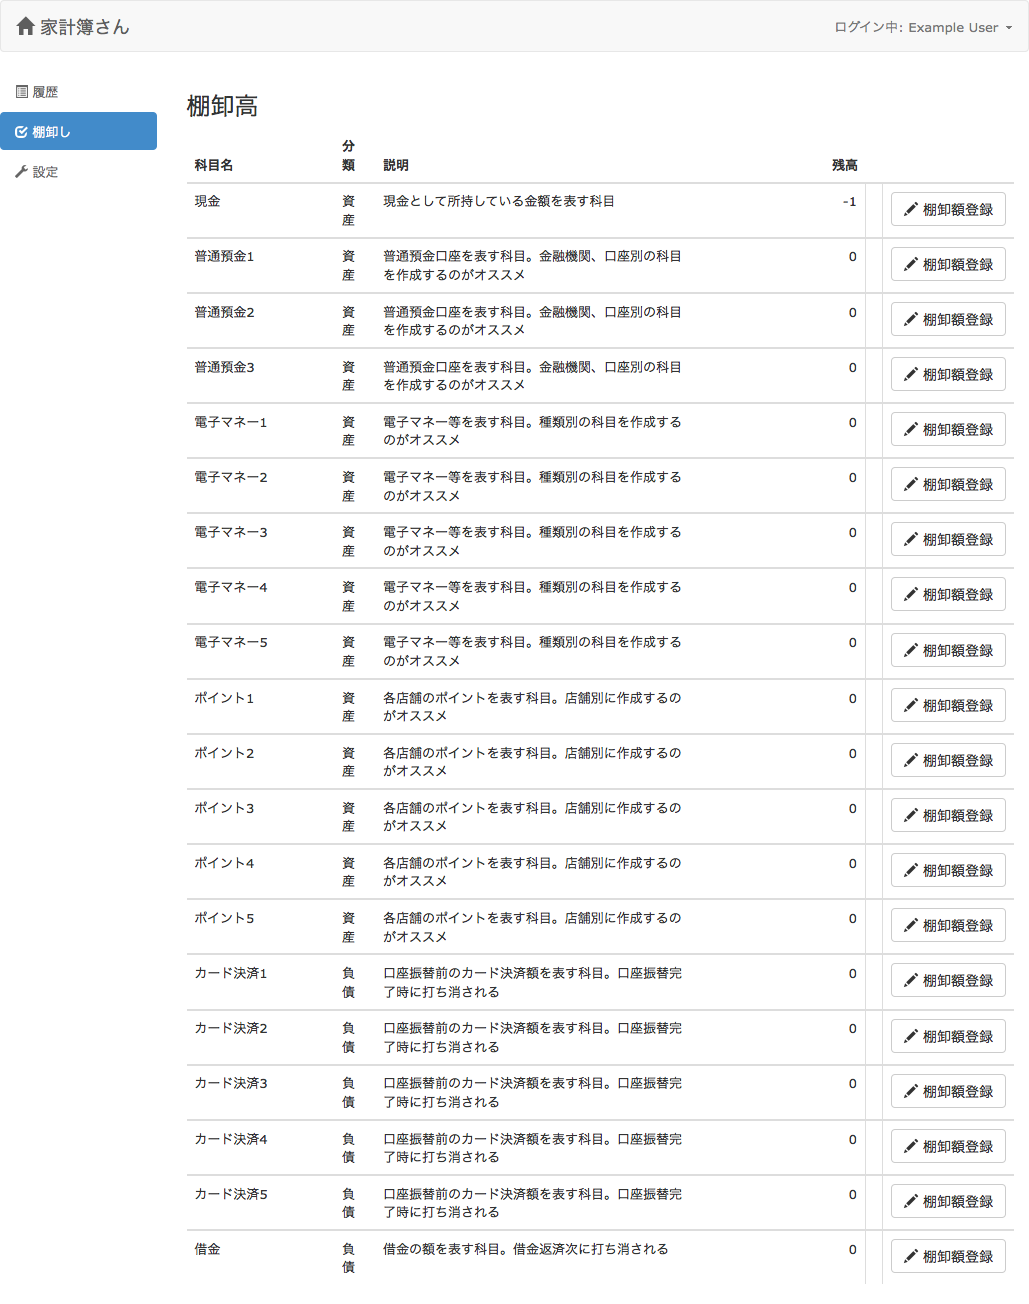 家計簿さん
ログイン中: Example User
履歴
棚卸し
設定
棚卸高
科目名 分類 説明 残高
現金 資産 現金として所持している金額を表す科目 -1 棚卸額登録
普通預金1 資産 普通預金口座を表す科目。金融機関、口座別の科目 0 棚卸額登録
を作成するのがオススメ
普通預金2 資産 普通預金口座を表す科目。金融機関、口座別の科目 0 棚卸額登録
を作成するのがオススメ
普通預金3 資産 普通預金口座を表す科目。金融機関、口座別の科目 0 棚卸額登録
を作成するのがオススメ
電子マネー1 資産 電子マネー等を表す科目。種類別の科目を作成する 0 棚卸額登録
のがオススメ
電子マネー2 資産 電子マネー等を表す科目。種類別の科目を作成する 0 棚卸額登録
のがオススメ
電子マネー3 資産 電子マネー等を表す科目。種類別の科目を作成する 0 棚卸額登録
のがオススメ
電子マネー4 資産 電子マネー等を表す科目。種類別の科目を作成する 0 棚卸額登録
のがオススメ
電子マネー5 資産 電子マネー等を表す科目。種類別の科目を作成する 0 棚卸額登録
のがオススメ
ポイント1 資産 各店舗のポイントを表す科目。店舗別に作成するの 0 棚卸額登録
がオススメ
ポイント2 資産 各店舗のポイントを表す科目。店舗別に作成するの 0 棚卸額登録
がオススメ
ポイント3 資産 各店舗のポイントを表す科目。店舗別に作成するの 0 棚卸額登録
がオススメ
ポイント4 資産 各店舗のポイントを表す科目。店舗別に作成するの 0 棚卸額登録
がオススメ
ポイント5 資産 各店舗のポイントを表す科目。店舗別に作成するの 0 棚卸額登録
がオススメ
カード決済1 負債 口座振替前のカード決済額を表す科目。口座振替完 0 棚卸額登録
了時に打ち消される
カード決済2 負債 口座振替前のカード決済額を表す科目。口座振替完 0 棚卸額登録
了時に打ち消される
カード決済3 負債 口座振替前のカード決済額を表す科目。口座振替完 0 棚卸額登録
了時に打ち消される
カード決済4 負債 口座振替前のカード決済額を表す科目。口座振替完 0 棚卸額登録
了時に打ち消される
カード決済5 負債 口座振替前のカード決済額を表す科目。口座振替完 0 棚卸額登録
了時に打ち消される
借金 負債 借金の額を表す科目。借金返済次に打ち消される 0 棚卸額登録